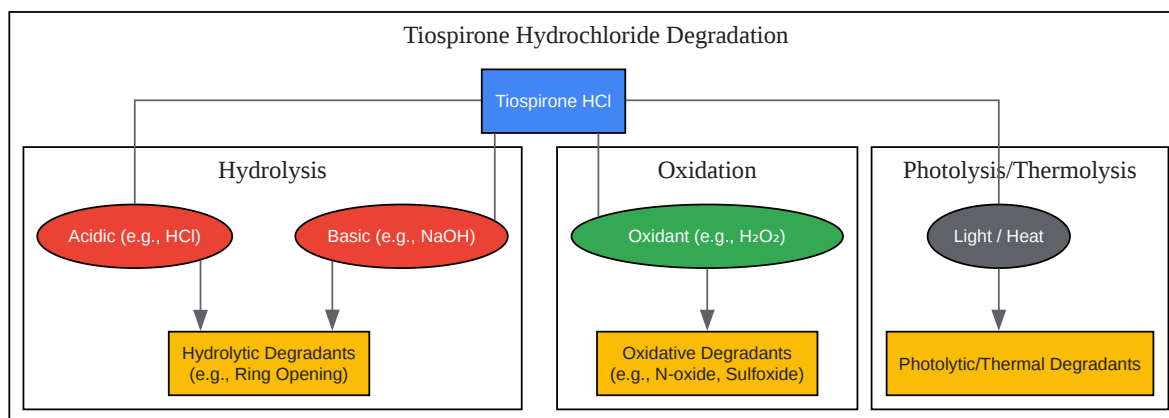 Tiospirone Hydrochloride Degradation
Tiospirone HCl
Hydrolysis
Oxidation
Photolysis/Thermolysis
Acidic (e.g., HCl)
Basic (e.g., NaOH)
Oxidant (e.g., H₂O₂)
Light / Heat
Hydrolytic Degradants
(e.g., Ring Opening)
Oxidative Degradants
(e.g., N-oxide, Sulfoxide)
Photolytic/Thermal Degradants